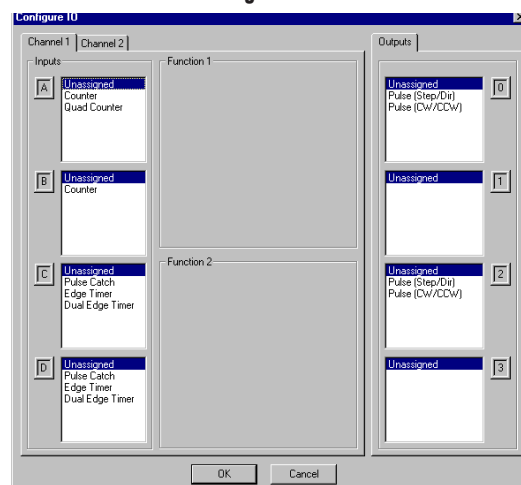 Configure IO
Channel 1 Channel 2
Inputs
A
Unassigned
Counter
Quad Counter
B
Unassigned
Counter
C
Unassigned
Pulse Catch
Edge Timer
Dual Edge Timer
D
Unassigned
Pulse Catch
Edge Timer
Dual Edge Timer
Function 1
Function 2
Outputs
Unassigned
Pulse (Step/Dir)
Pulse (CW/CCW)
0
Unassigned
1
Unassigned
Pulse (Step/Dir)
Pulse (CW/CCW)
2
Unassigned
3
OK Cancel